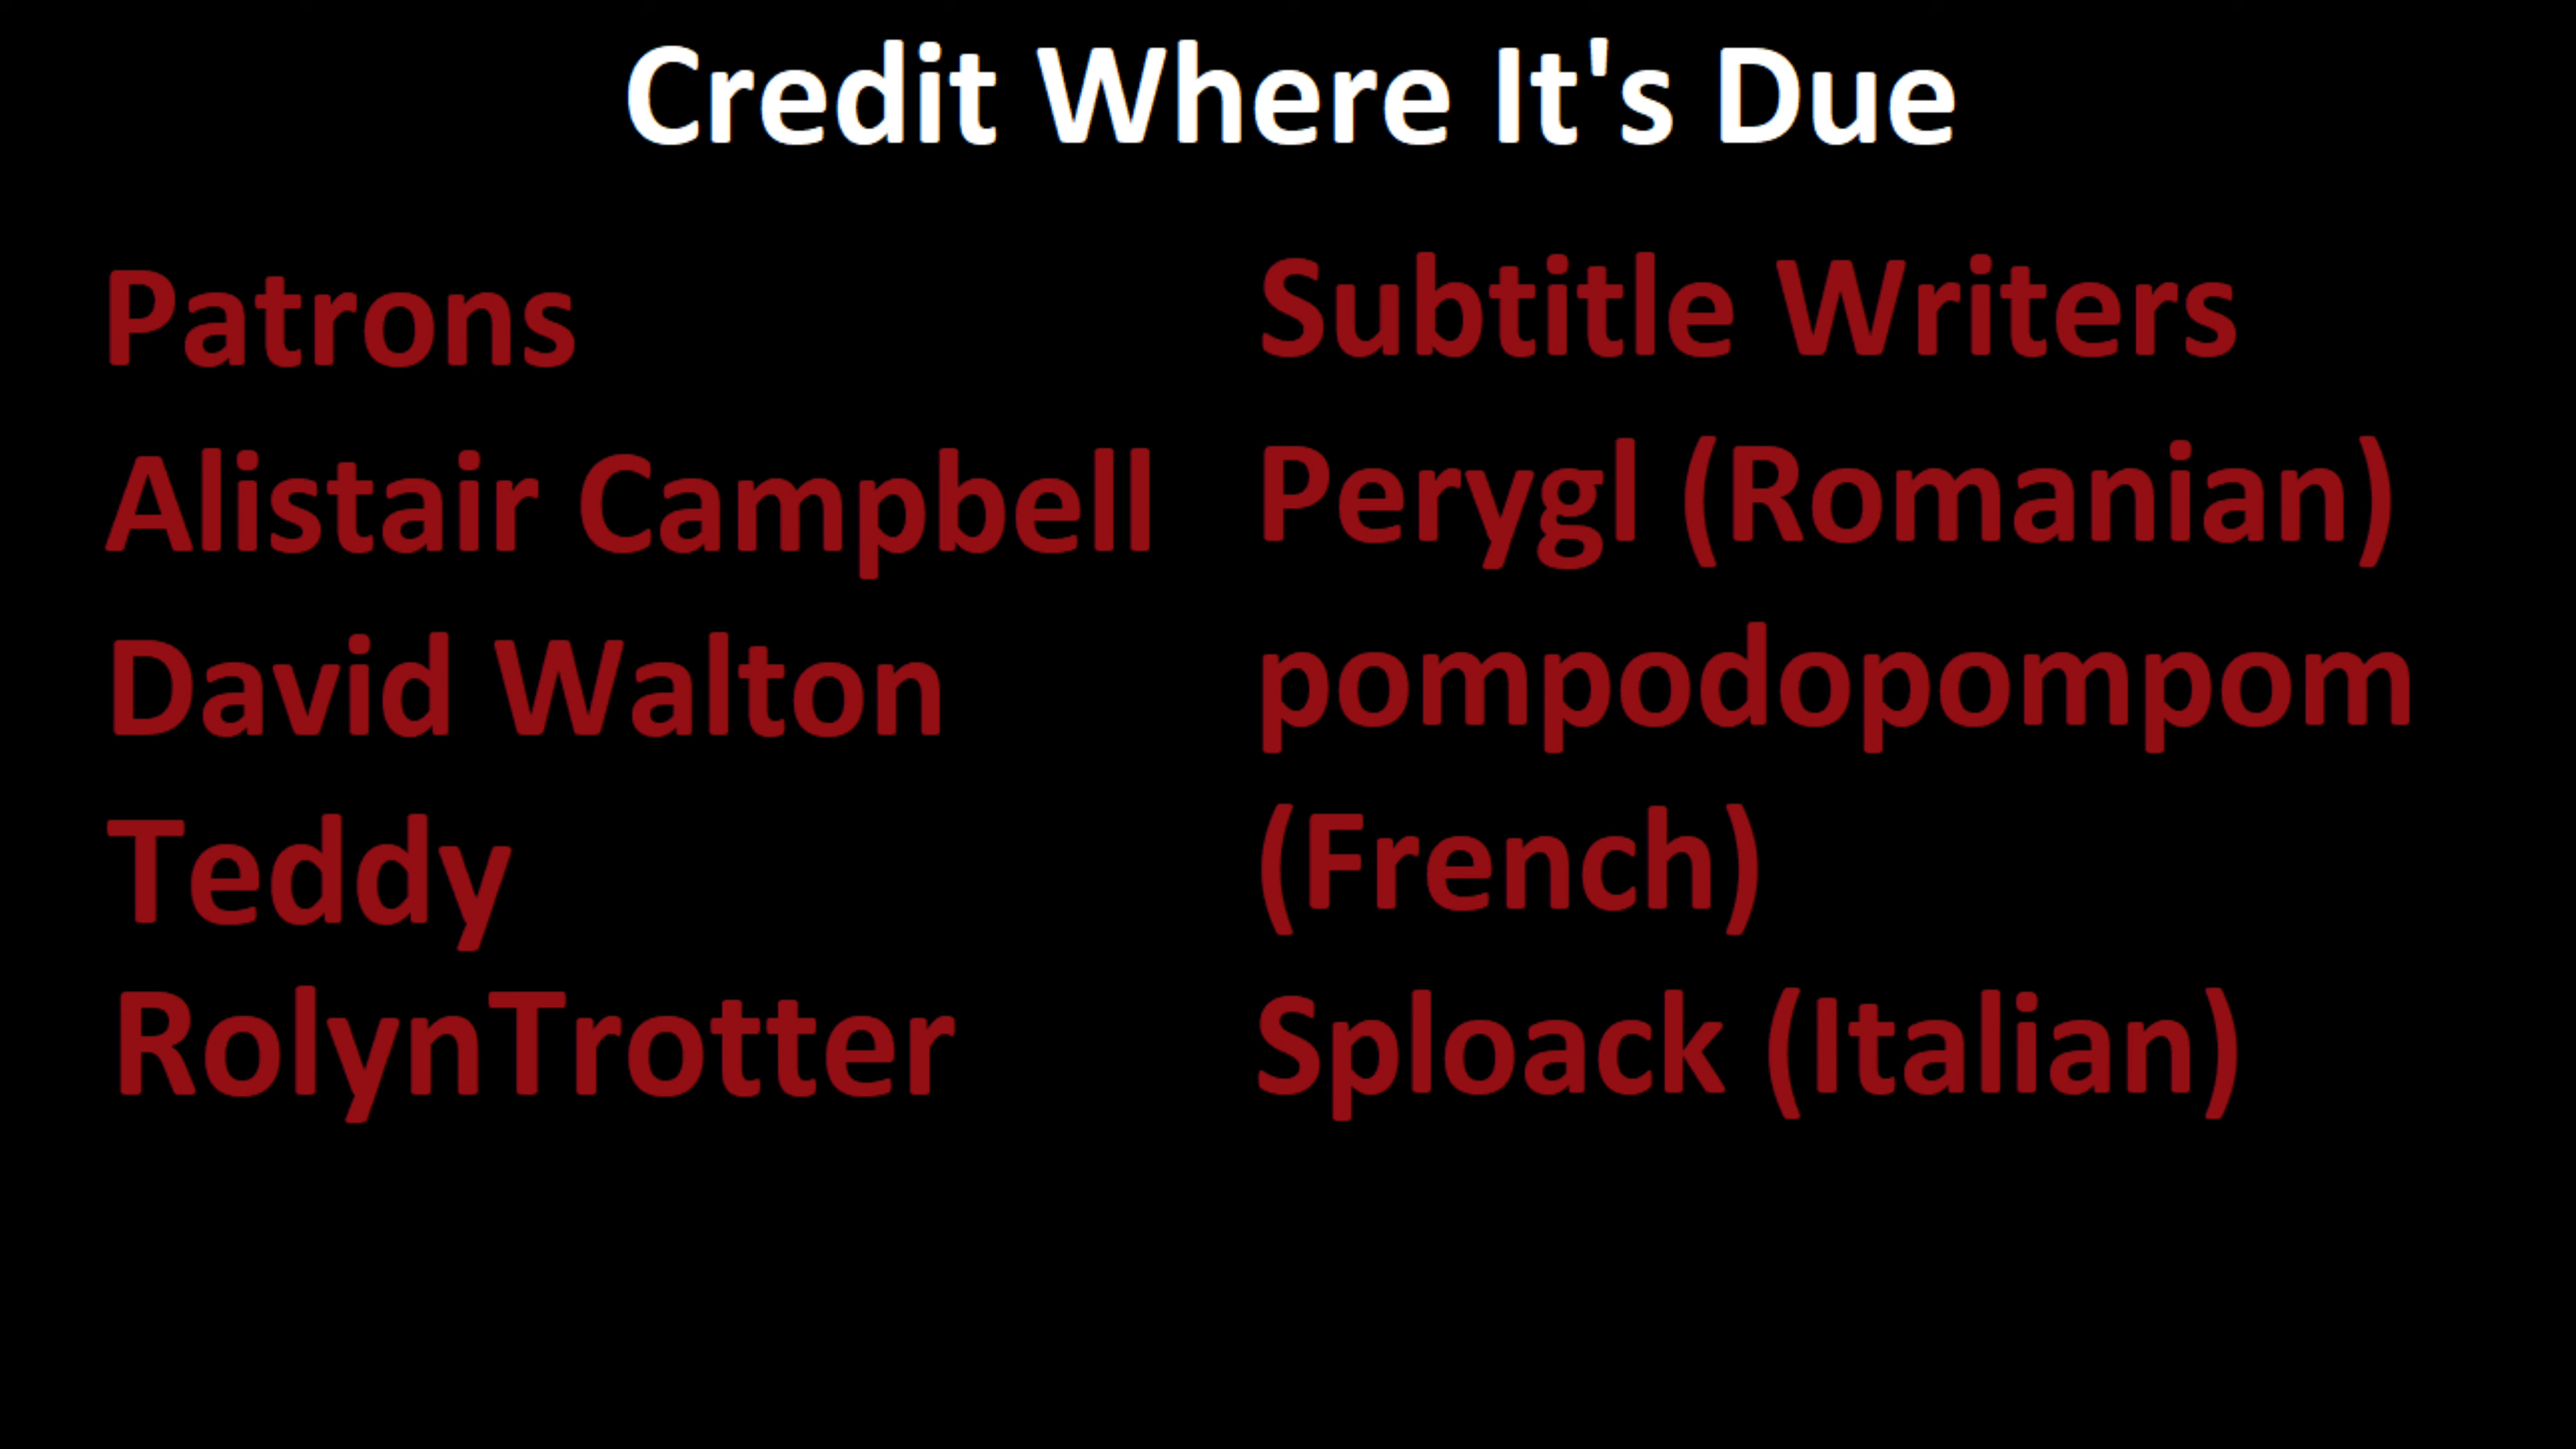 Credit Where It's Due
Patrons
Alistair Campbell
David Walton
Teddy
RolynTrotter
Subtitle Writers
Perygl (Romanian)
pompodopompom
(French)
Sploack (Italian)